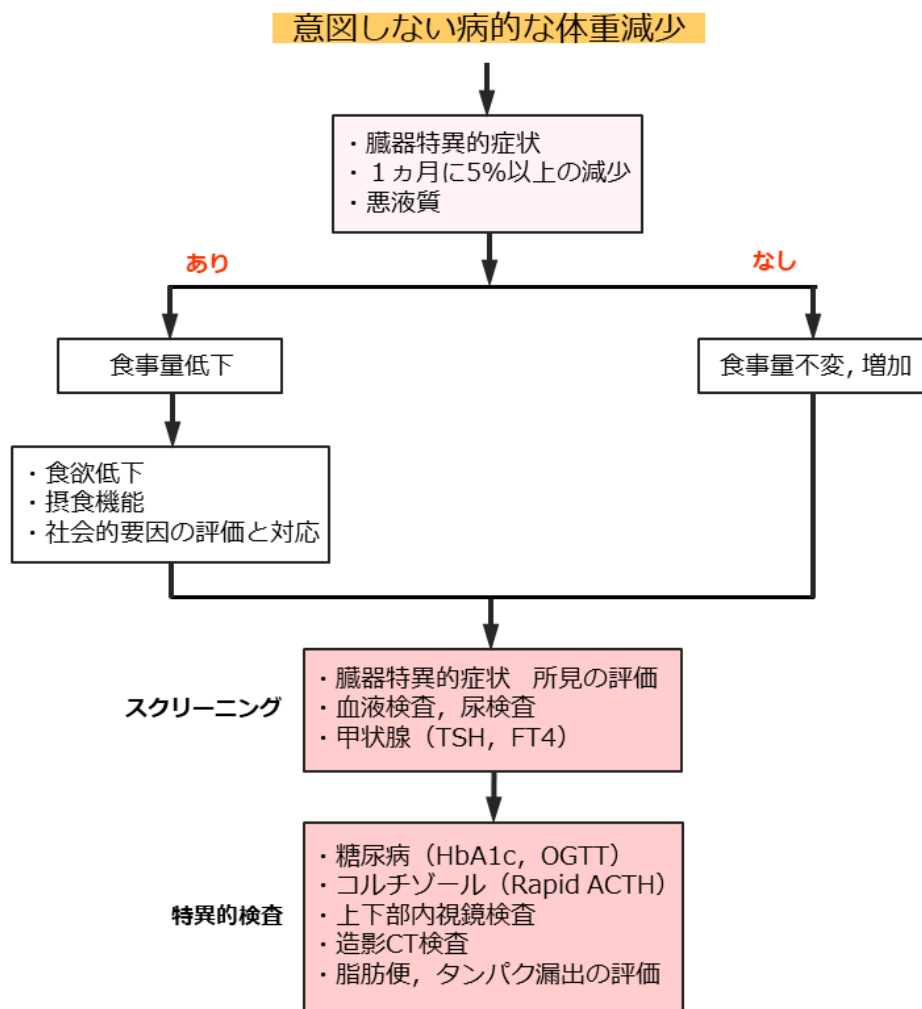 意図しない病的な体重減少
・臓器特異的症状
・１ヵ月に5%以上の減少
・悪液質
あり
なし
食事量低下
食事量不変, 増加
・食欲低下
・摂食機能
・社会的要因の評価と対応
スクリーニング
・臓器特異的症状　所見の評価
・血液検査，尿検査
・甲状腺（TSH，FT4）
特異的検査
・糖尿病（HbA1c，OGTT）
・コルチゾール（Rapid ACTH）
・上下部内視鏡検査
・造影CT検査
・脂肪便，タンパク漏出の評価